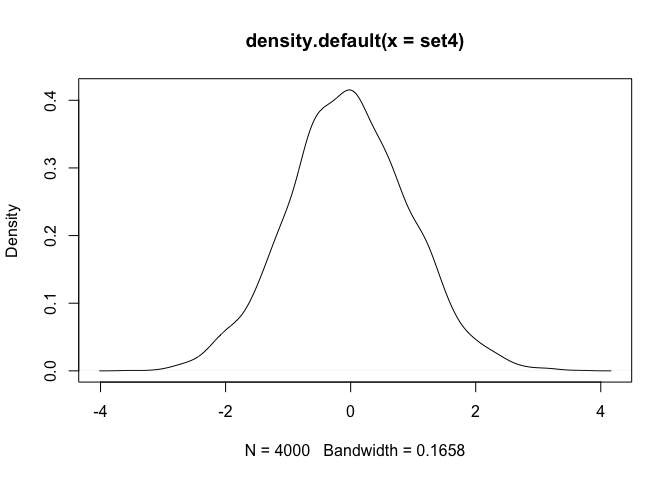 density.default(x = set4)
Density
0.0 0.1 0.2 0.3 0.4
-4 -2 0 2 4
N = 4000 Bandwidth = 0.1658